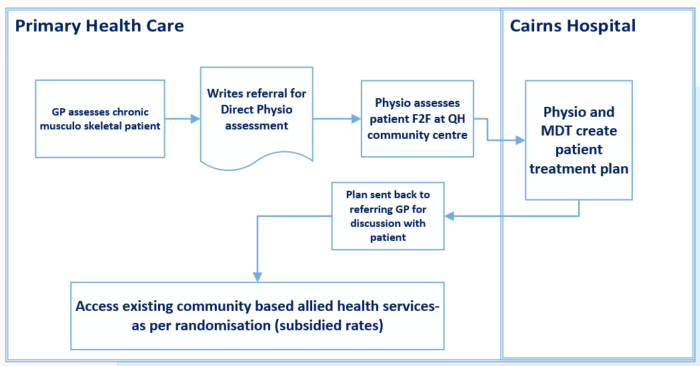 Primary Health Care
Cairns Hospital
GP assesses chronic
musculo skeletal patient
Writes referral for
Direct Physio
assessment
Physio assesses
patient F2F at QH
community centre
Physio and
MDT create
patient
treatment plan
Plan sent back to
referring GP for
discussion with
patient
Access existing community based allied health services-
as per randomisation (subsidied rates)